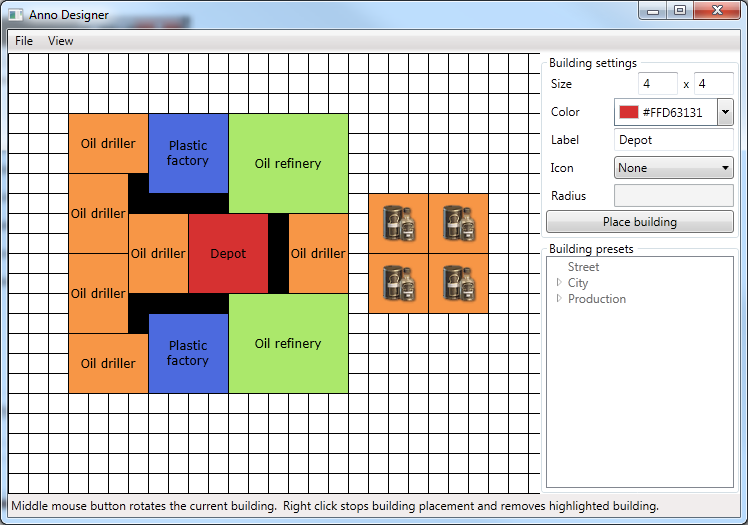 Anno Designer
File View
Building settings
Size 4 x 4
Color #FFD63131
Label Depot
Icon None
Radius
Place building
Building presets
Street
City
Production
Oil driller
Plastic
factory
Oil refinery
Oil driller
Oil driller
Depot
Oil driller
Oil driller
Oil driller
Plastic
factory
Oil refinery
Middle mouse button rotates the current building. Right click stops building placement and removes highlighted building.